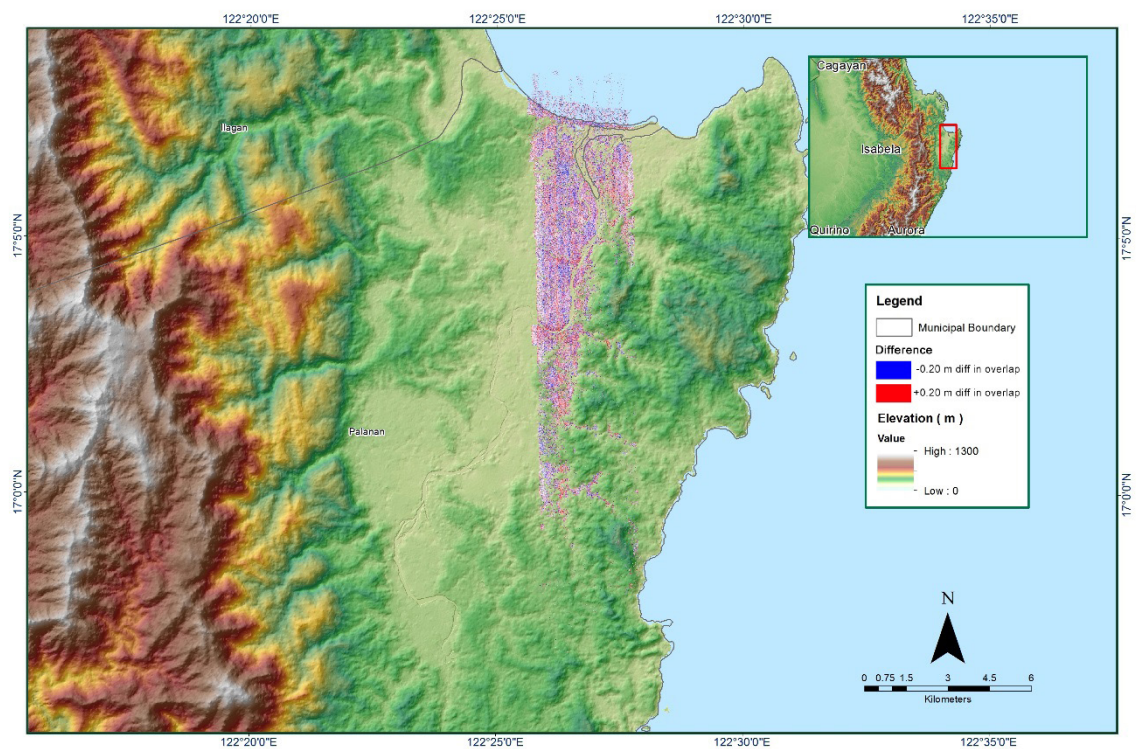 122°20'0"E 122°25'0"E 122°30'0"E 122°35'0"E
Cagayan
Isabela
Quirino Aurora
Ilagan
17°5'0"N 17°5'0"N
Legend
Municipal Boundary
Difference
-0.20 m diff in overlap
+0.20 m diff in overlap
Elevation ( m )
Value
High : 1300
Low : 0
Palanan
17°0'0"N 17°0'0"N
N
0 0.75 1.5 3 4.5 6
Kilometers
122°20'0"E 122°25'0"E 122°30'0"E 122°35'0"E